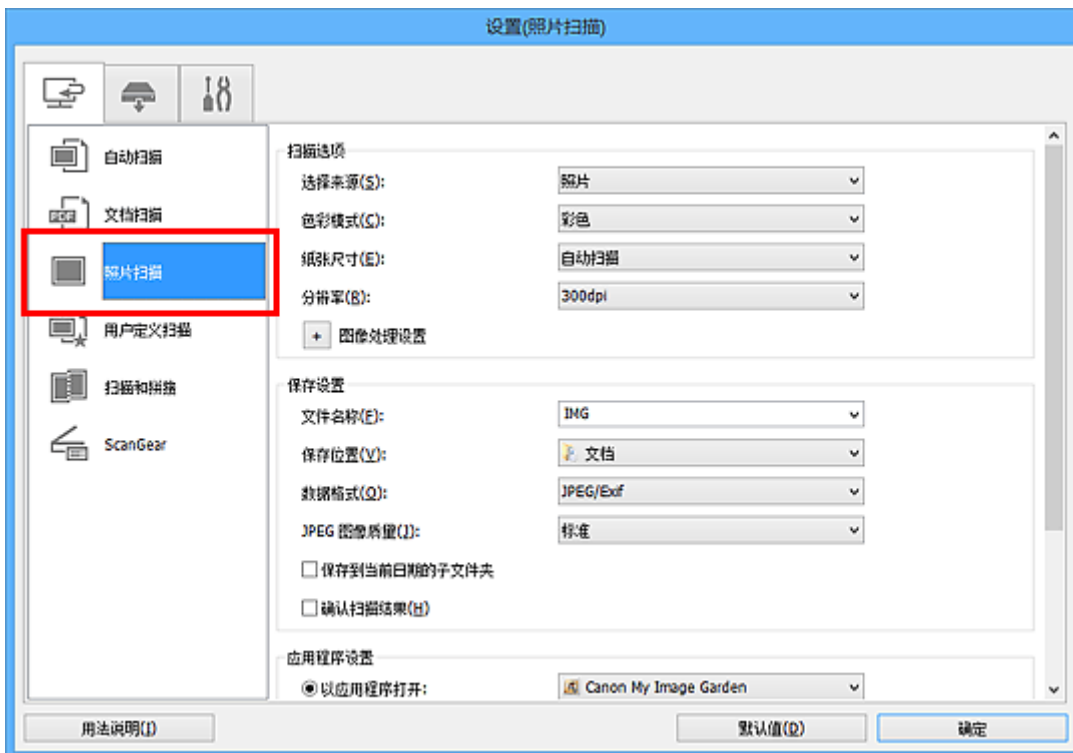 设置(照片扫描)
自动扫描
PDF
文档扫描
照片扫描
用户定义扫描
扫描和拼接
ScanGear
扫描选项
选择来源(S): 照片
色彩模式(C): 彩色
纸张尺寸(E): 自动扫描
分辨率(R): 300dpi
+ 图像处理设置
保存设置
文件名称(F): IMG
保存位置(V): 文档
数据格式(O): JPEG/Exif
JPEG 图像质量(J): 标准
保存到当前日期的子文件夹
确认扫描结果(H)
应用程序设置
以应用程序打开: Canon My Image Garden
用法说明(I)
默认值(D)
确定